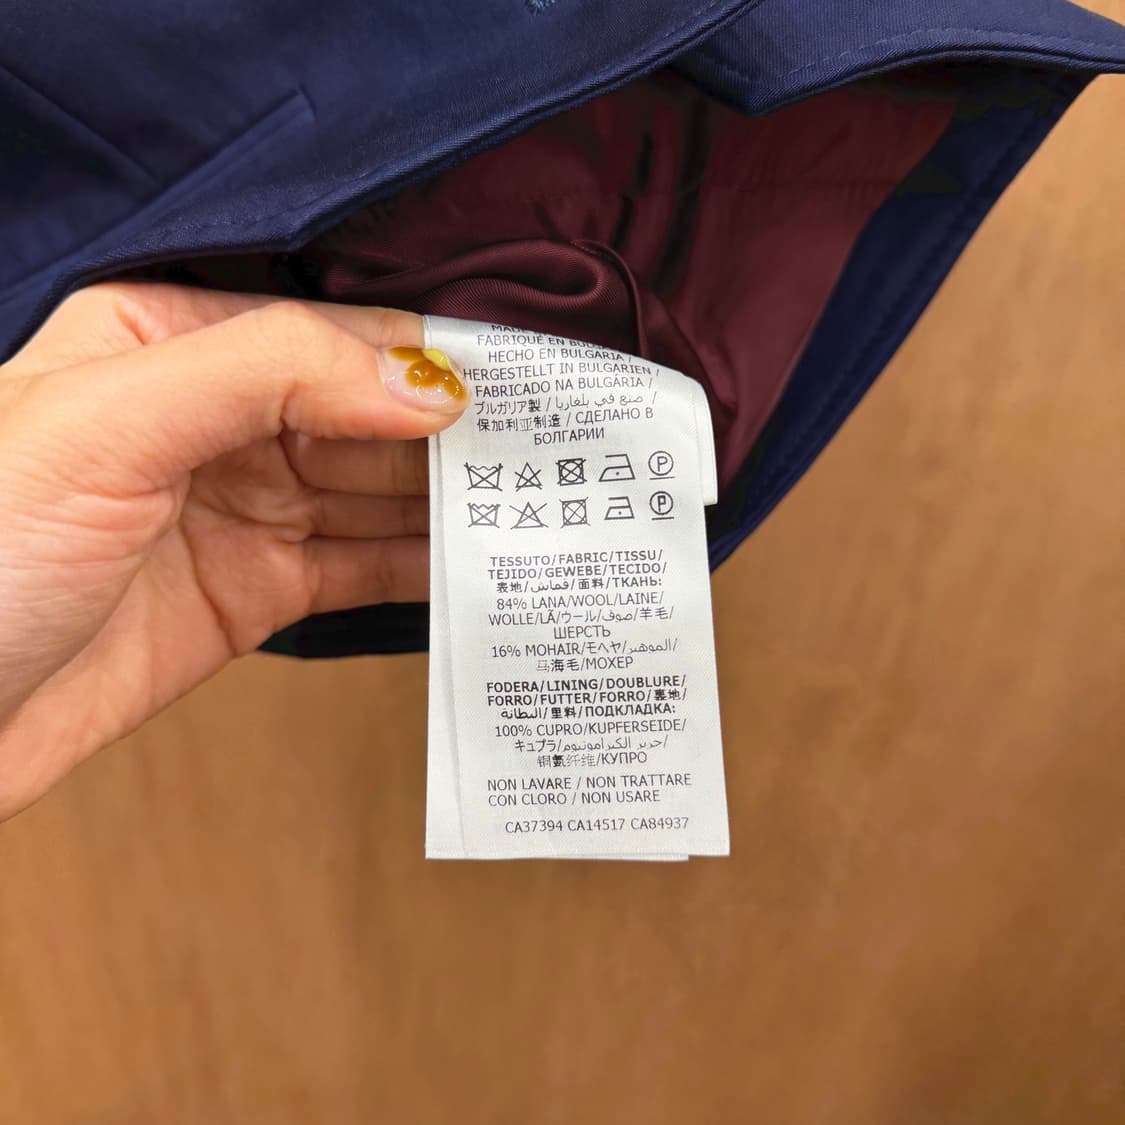 MADE
FABRIQUÉ EN
HECHO EN BULGARIA /
HERGESTELLT IN BULGARIEN /
FABRICADO NA BULGÁRIA /
ブルガリア製 / صنع في بلغاريا /
保加利亚制造 / СДЕЛАНО В
БОЛГАРИИ
P
P
TESSUTO/FABRIC/TISSU/
TEJIDO/GEWEBE/TECIDO/
表地/قماش/面料/ТКАНЬ:
84% LANA/WOOL/LAINE/
WOLLE/LÃ/ウール/صوف/羊毛/
ШЕРСТЬ
16% MOHAIR/モヘヤ/الموهير/
马海毛/МОХЕР
FODERA/LINING/DOUBLURE/
FORRO/FUTTER/FORRO/裏地/
البطانة/里料/ПОДКЛАДКА:
100% CUPRO/KUPFERSEIDE/
キュプラ/حرير الكبرامونيوم/
铜氨纤维/КУПРО
NON LAVARE / NON TRATTARE
CON CLORO / NON USARE
CA37394 CA14517 CA84937